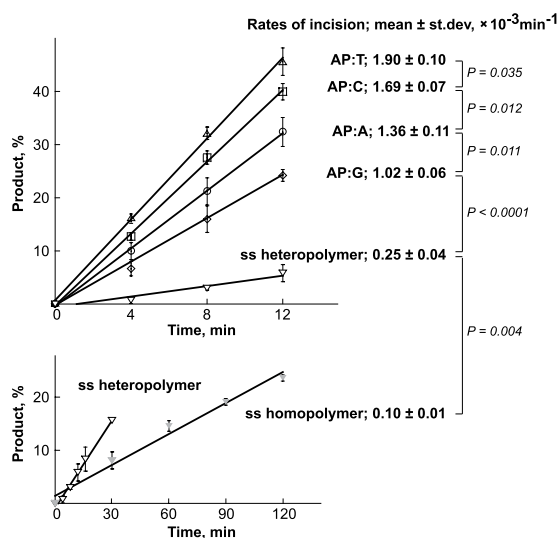 Rates of incision; mean ± st.dev, ×10-3min-1
AP:T; 1.90 ± 0.10
P = 0.035
AP:C; 1.69 ± 0.07
P = 0.012
AP:A; 1.36 ± 0.11
P = 0.011
AP:G; 1.02 ± 0.06
P < 0.0001
ss heteropolymer; 0.25 ± 0.04
P = 0.004
Product, %
40
30
20
10
0
4
8
12
Time, min
ss heteropolymer
ss homopolymer; 0.10 ± 0.01
Product, %
20
10
0
30
60
90
120
Time, min